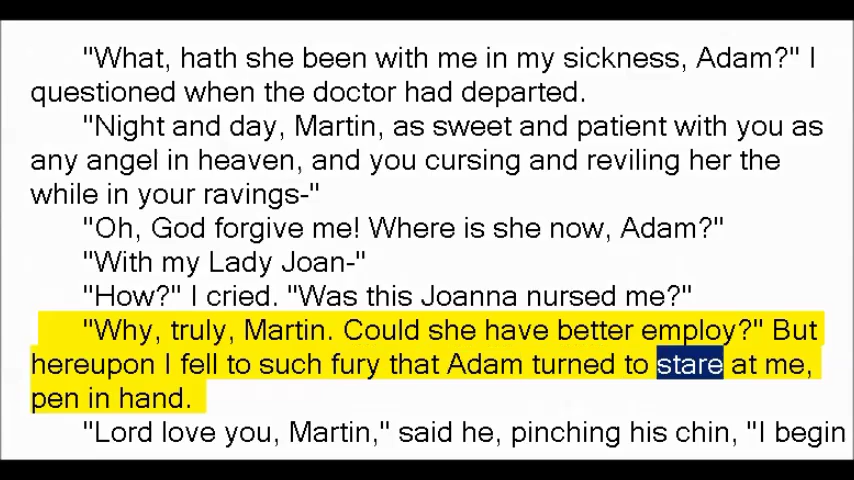 "What, hath she been with me in my sickness, Adam?" I
questioned when the doctor had departed.
"Night and day, Martin, as sweet and patient with you as
any angel in heaven, and you cursing and reviling her the
while in your ravings-"
"Oh, God forgive me! Where is she now, Adam?"
"With my Lady Joan-"
"How?" I cried. "Was this Joanna nursed me?"
"Why, truly, Martin. Could she have better employ?" But
hereupon I fell to such fury that Adam turned to stare at me,
pen in hand.
"Lord love you, Martin," said he, pinching his chin, "I begin